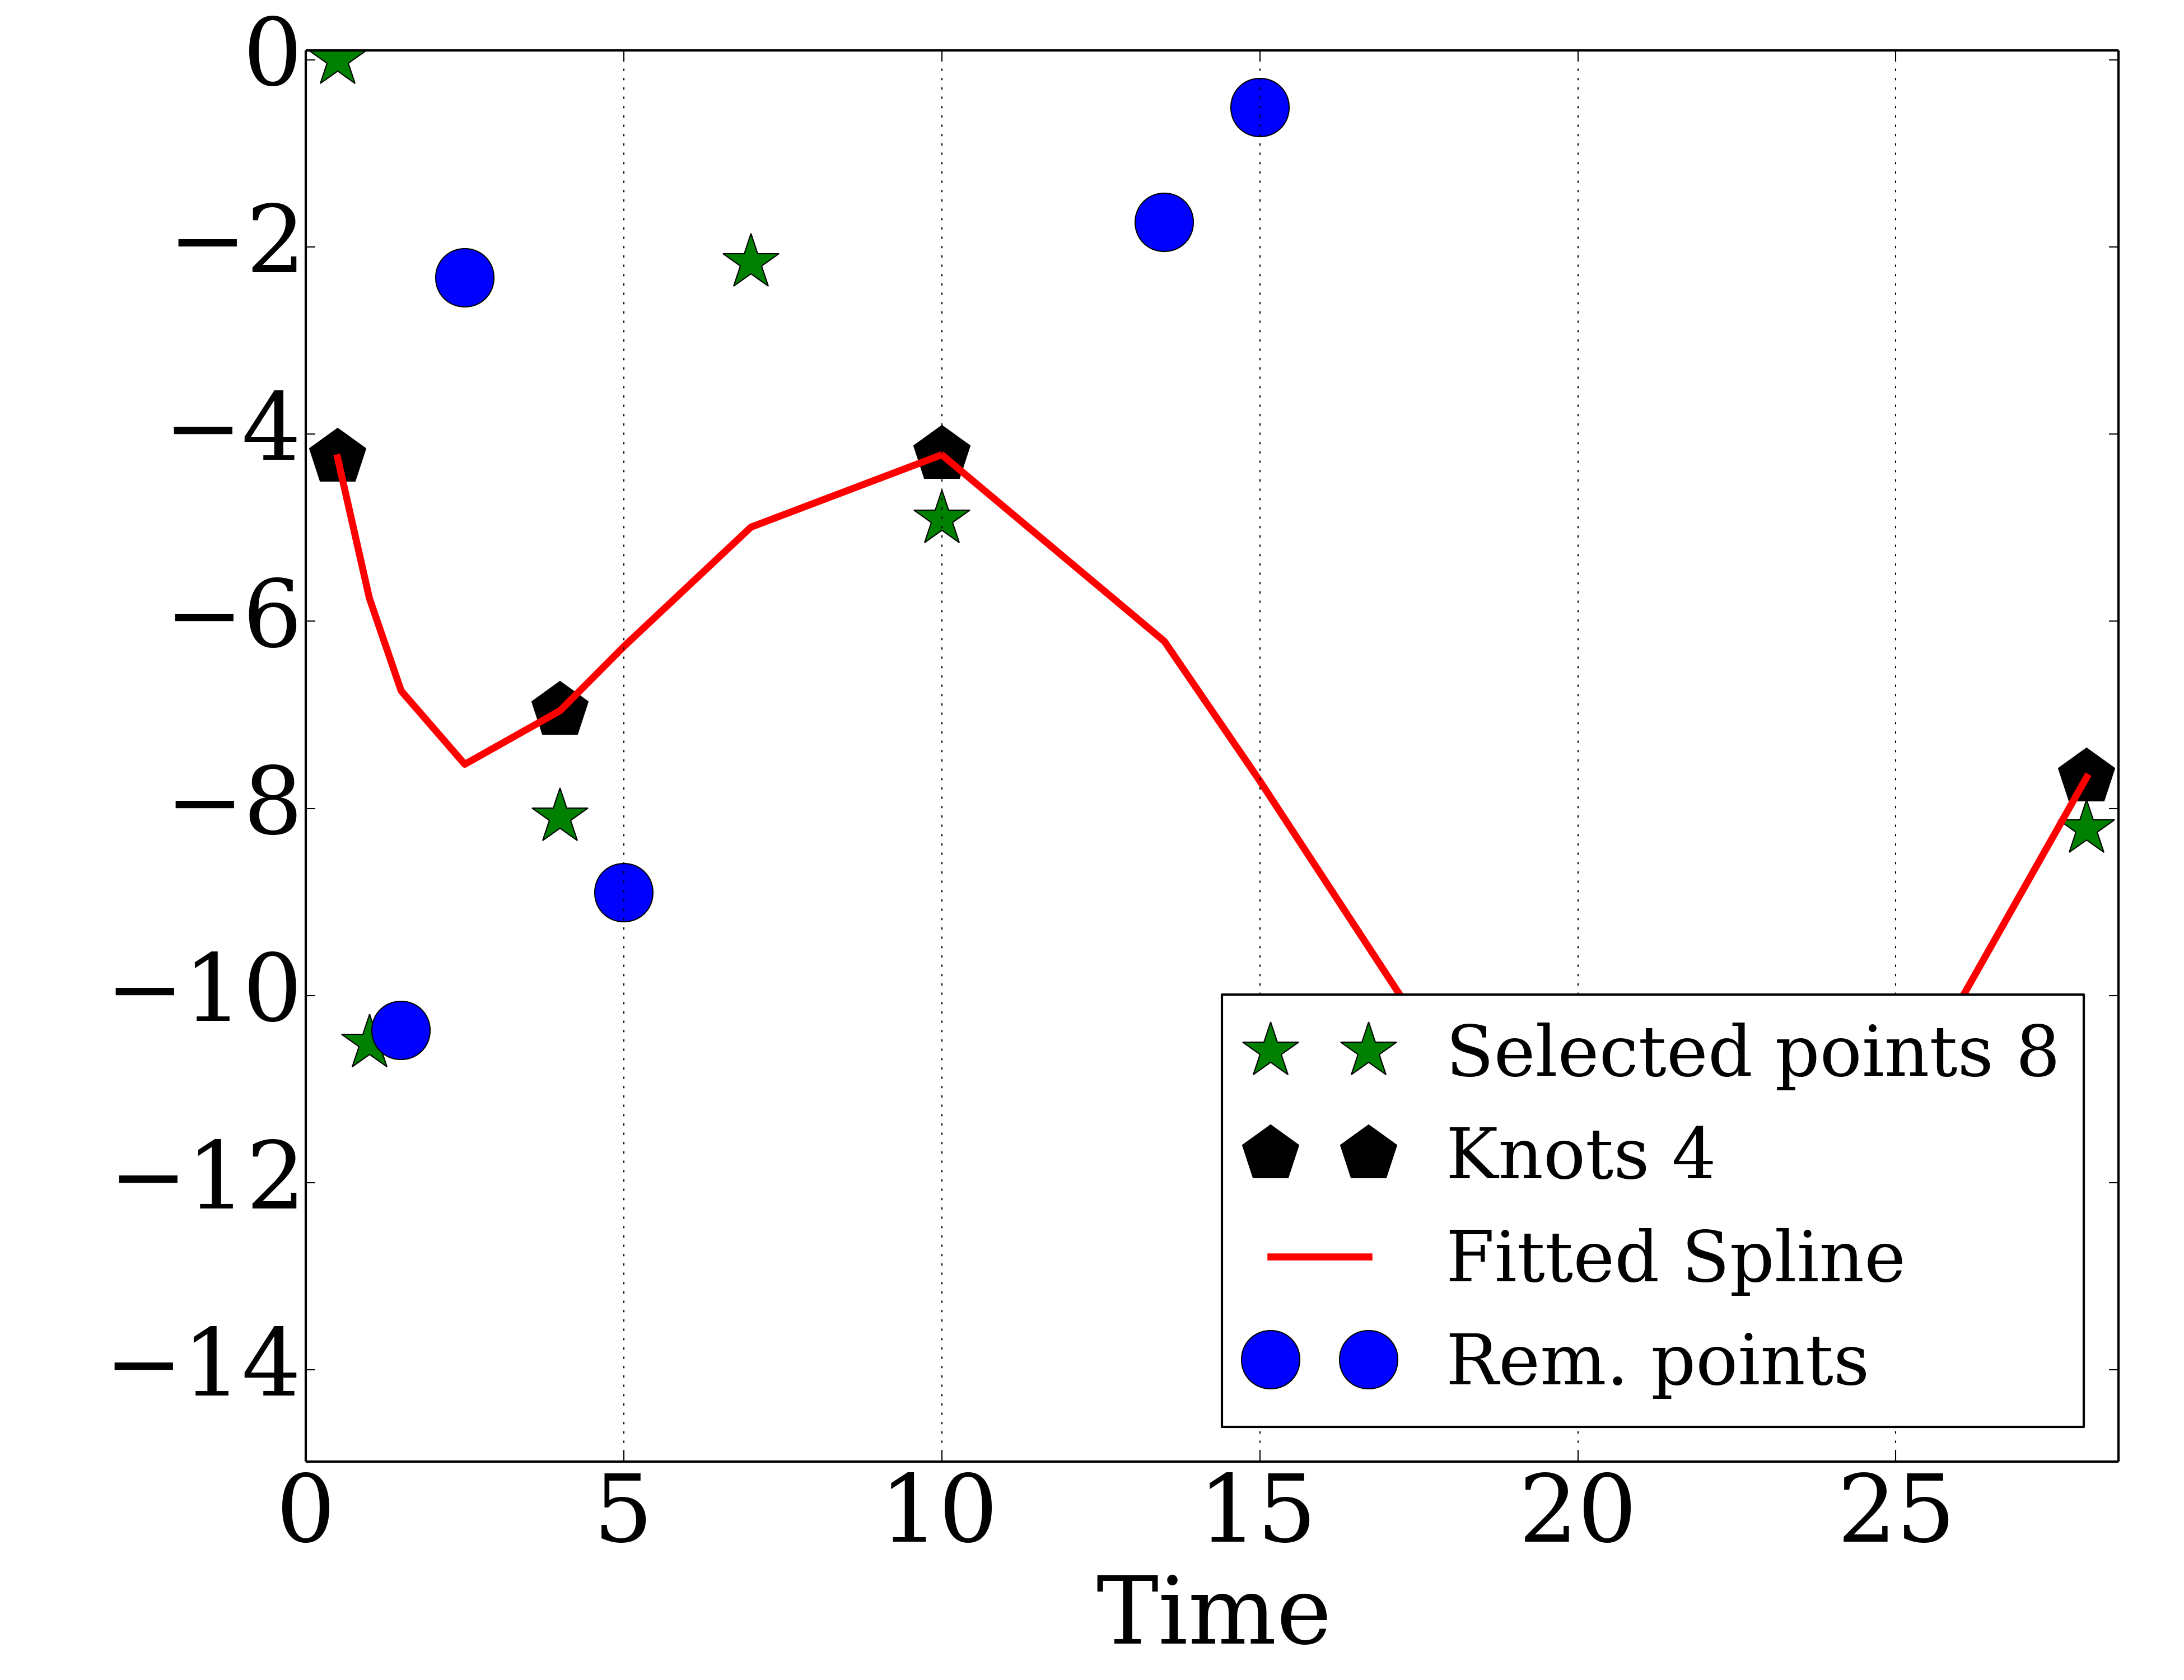 0
−2
−4
−6
−8
−10
−12
−14
Selected points 8
Knots 4
Fitted Spline
Rem. points
0 5 10 15 20 25
Time